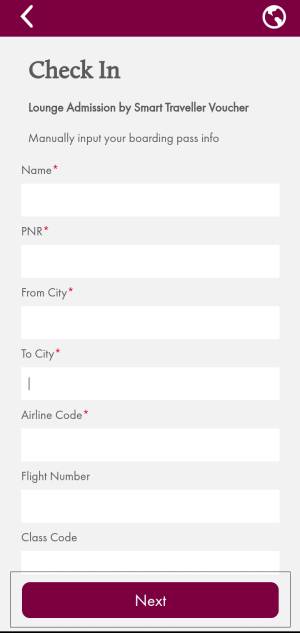 Check In
Lounge Admission by Smart Traveller Voucher
Manually input your boarding pass info
Name*
PNR*
From City*
To City*
Airline Code*
Flight Number
Class Code
Next